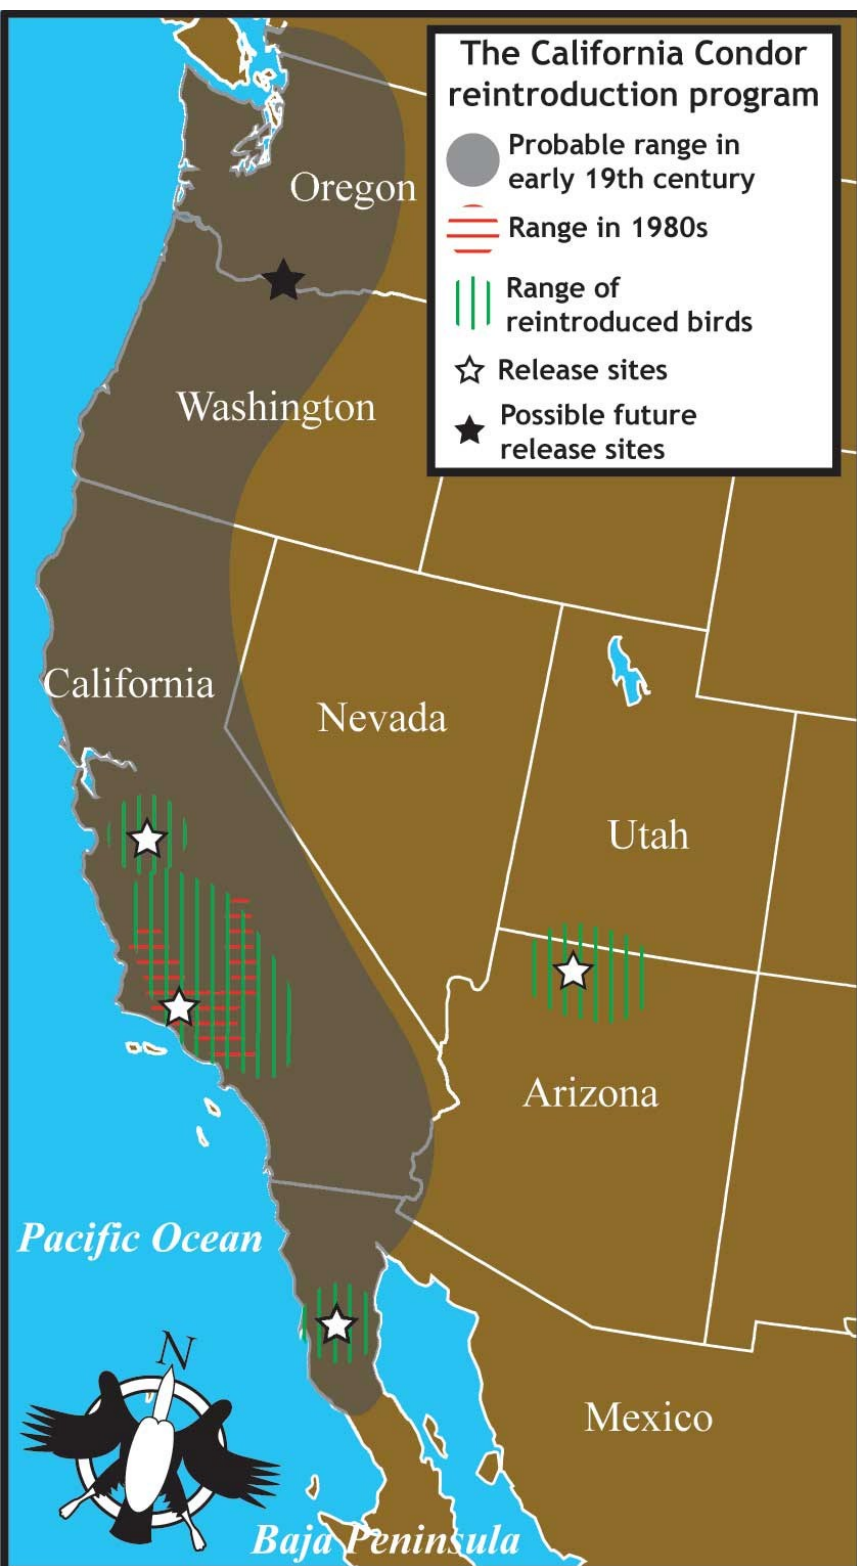 The California Condor
reintroduction program
Probable range in
early 19th century
Range in 1980s
Range of
reintroduced birds
Release sites
Possible future
release sites
Oregon
Washington
California
Nevada
Utah
Arizona
Pacific Ocean
N
Mexico
Baja Peninsula